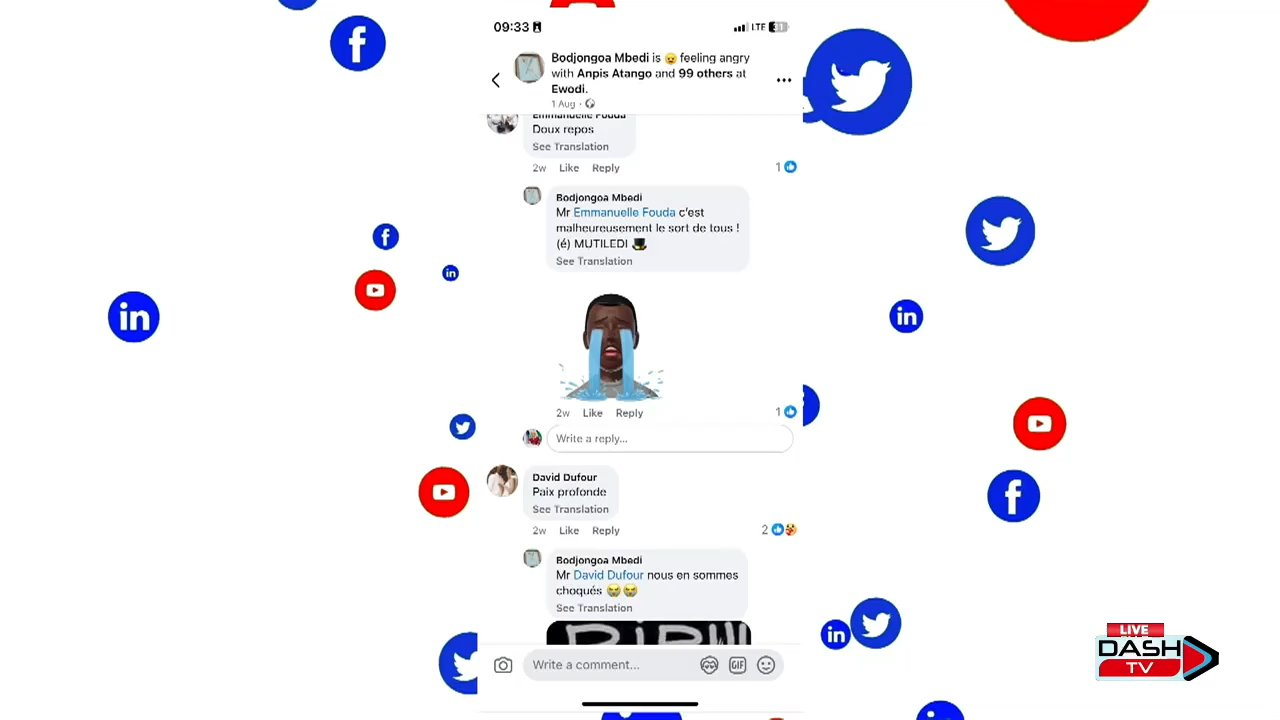 09:33
LTE
31
Bodjongoa Mbedi is 😠 feeling angry
with Anpis Atango and 99 others at
Ewodi.
1 Aug ·
Emmanuelle Fouda
Doux repos
See Translation
2w Like Reply
1
Bodjongoa Mbedi
Mr Emmanuelle Fouda c'est
malheureusement le sort de tous !
(é) MUTILEDI 🎩
See Translation
2w Like Reply
1
Write a reply...
David Dufour
Paix profonde
See Translation
2w Like Reply
2
Bodjongoa Mbedi
Mr David Dufour nous en sommes
choqués 😭😭
See Translation
Write a comment...
GIF
LIVE
DASH
TV